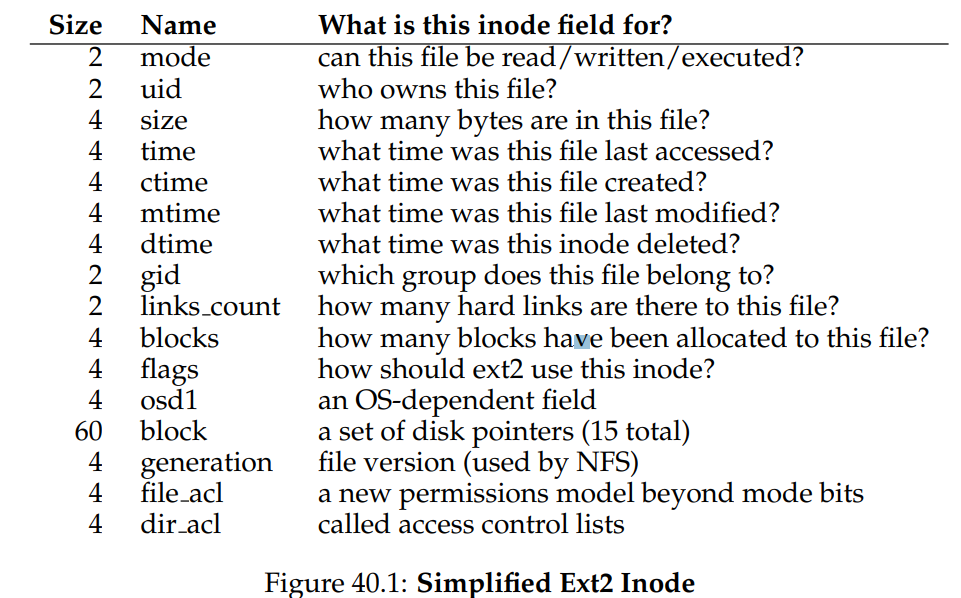 Size Name What is this inode field for?
2 mode can this file be read/written/executed?
2 uid who owns this file?
4 size how many bytes are in this file?
4 time what time was this file last accessed?
4 ctime what time was this file created?
4 mtime what time was this file last modified?
4 dtime what time was this inode deleted?
2 gid which group does this file belong to?
2 links_count how many hard links are there to this file?
4 blocks how many blocks have been allocated to this file?
4 flags how should ext2 use this inode?
4 osd1 an OS-dependent field
60 block a set of disk pointers (15 total)
4 generation file version (used by NFS)
4 file_acl a new permissions model beyond mode bits
4 dir_acl called access control lists
Figure 40.1: Simplified Ext2 Inode